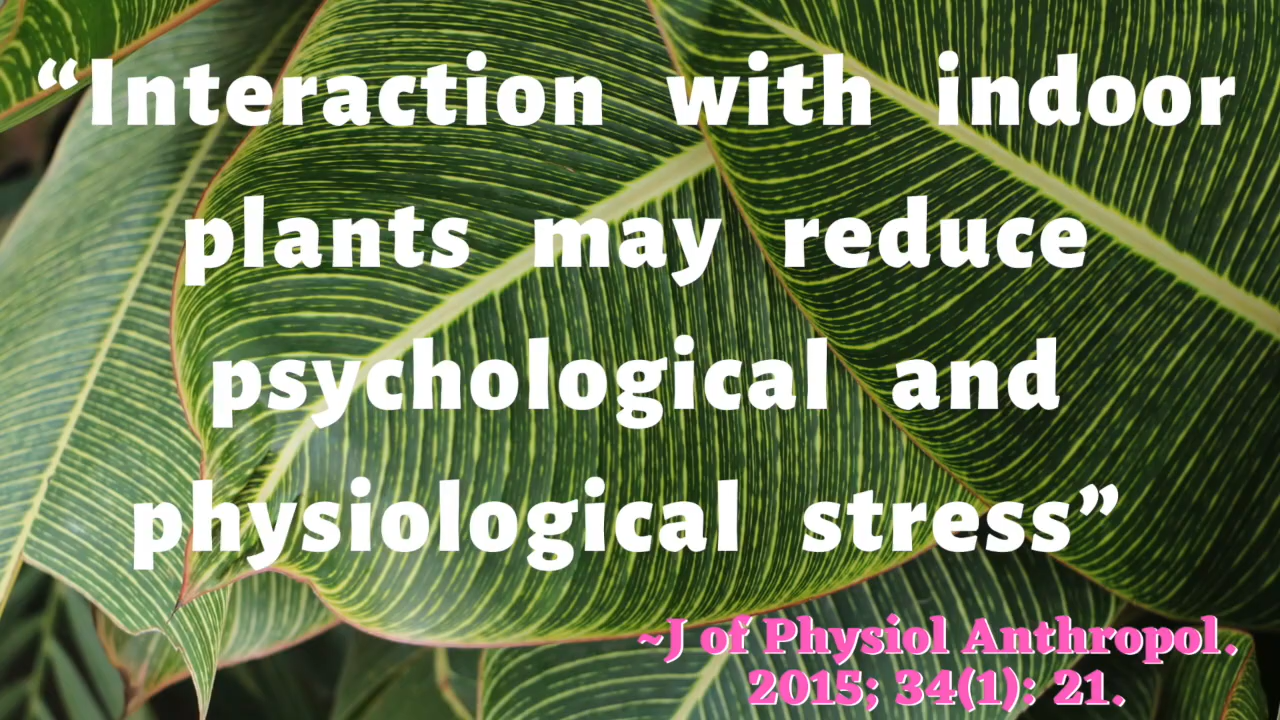 “Interaction with indoor
plants may reduce
psychological and
physiological stress”
~J of Physiol Anthropol.
2015; 34(1): 21.